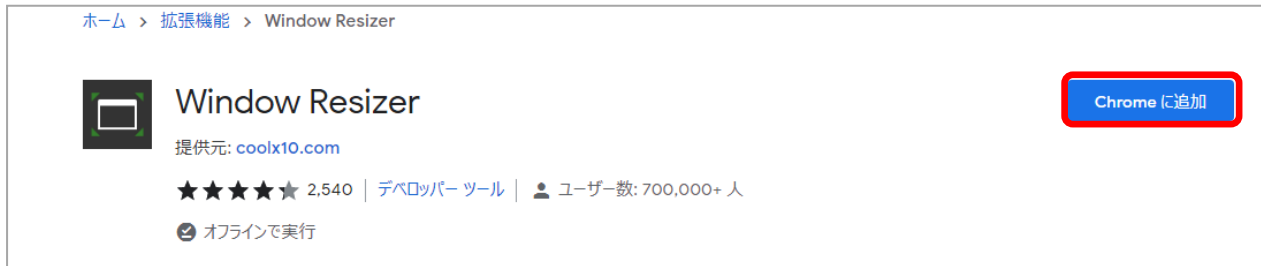 ホーム > 拡張機能 > Window Resizer
Window Resizer
Chrome に追加
提供元: coolx10.com
2,540 | デベロッパー ツール | ユーザー数: 700,000+ 人
オフラインで実行